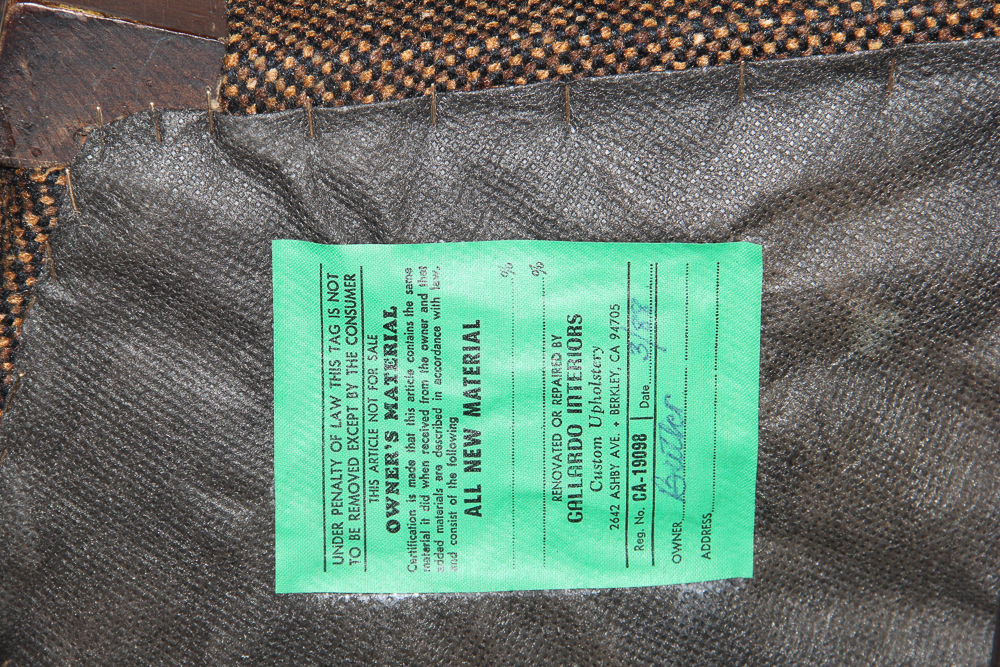 UNDER PENALTY OF LAW THIS TAG IS NOT
TO BE REMOVED EXCEPT BY THE CONSUMER
THIS ARTICLE NOT FOR SALE
OWNER'S MATERIAL
Certification is made that this article contains the same
material it did when received from the owner and that
added materials are described in accordance with law,
and consist of the following
ALL NEW MATERIAL
%
%
RENOVATED OR REPAIRED BY
GALLARDO INTERIORS
Custom Upholstery
2642 ASHBY AVE. • BERKLEY, CA 94705
Reg. No. CA-19098 Date 3/88
OWNER Butler
ADDRESS